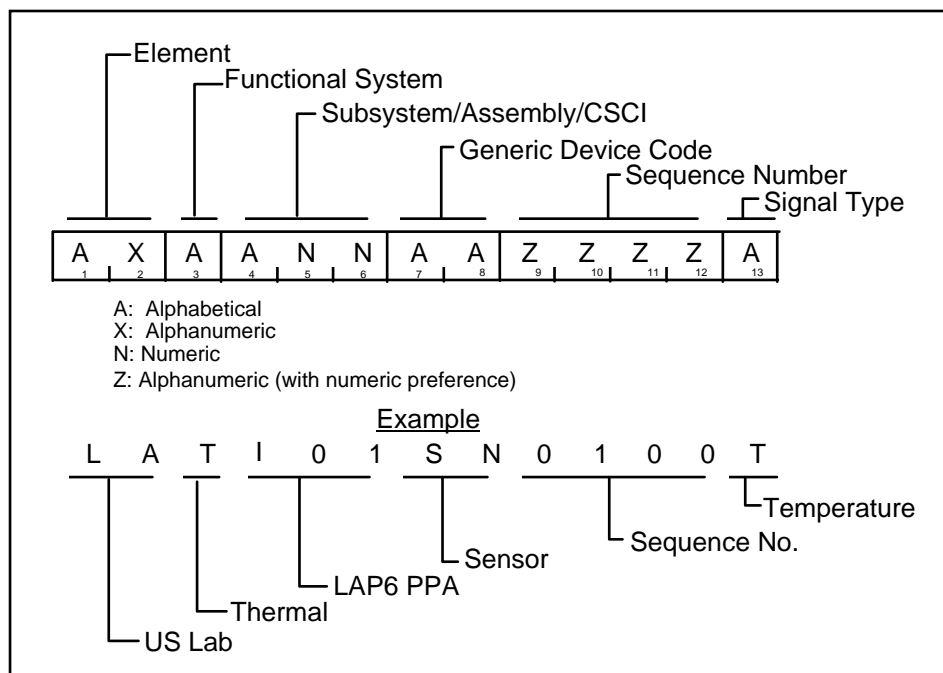 Element
Functional System
Subsystem/Assembly/CSCI
Generic Device Code
Sequence Number
Signal Type
A X A A N N A A Z Z Z Z A
1 2 3 4 5 6 7 8 9 10 11 12 13
A: Alphabetical
X: Alphanumeric
N: Numeric
Z: Alphanumeric (with numeric preference)
Example
L A T I 0 1 S N 0 1 0 0 T
Temperature
Sequence No.
Sensor
LAP6 PPA
Thermal
US Lab